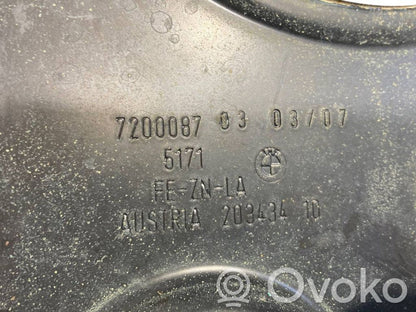 7200087 03 03/07
5171
FE-ZN-LA
AUSTRIA 203434 10
Ovoko